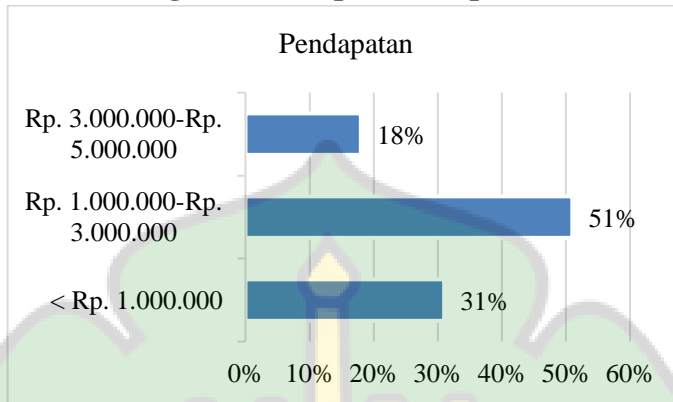 Pendapatan
Rp. 3.000.000-Rp.
5.000.000
18%
Rp. 1.000.000-Rp.
3.000.000
51%
< Rp. 1.000.000
31%
0% 10% 20% 30% 40% 50% 60%